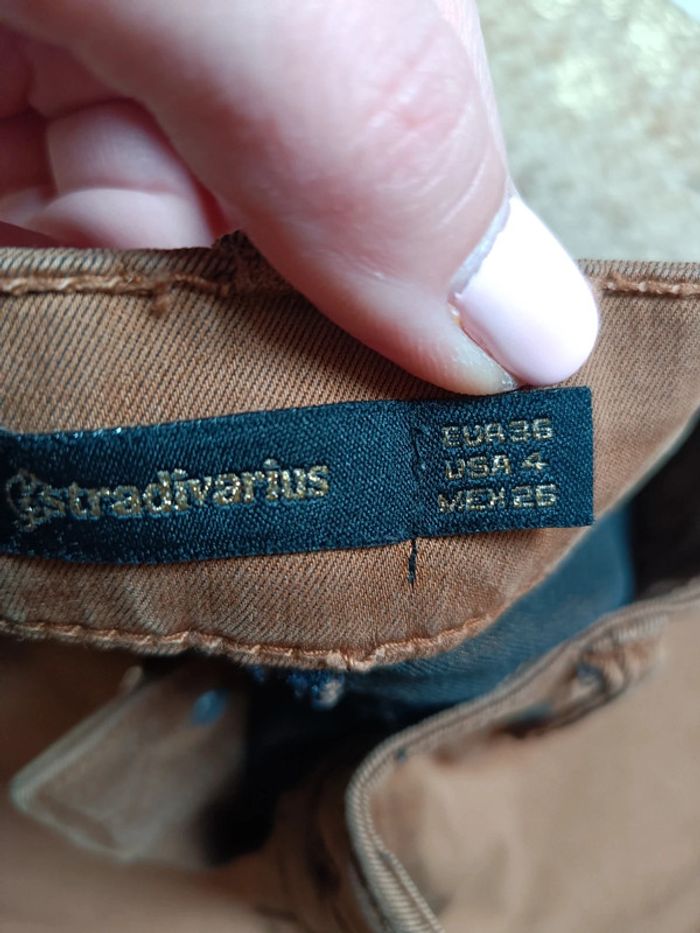 stradivarius
EUR 36
USA 4
MEX 26